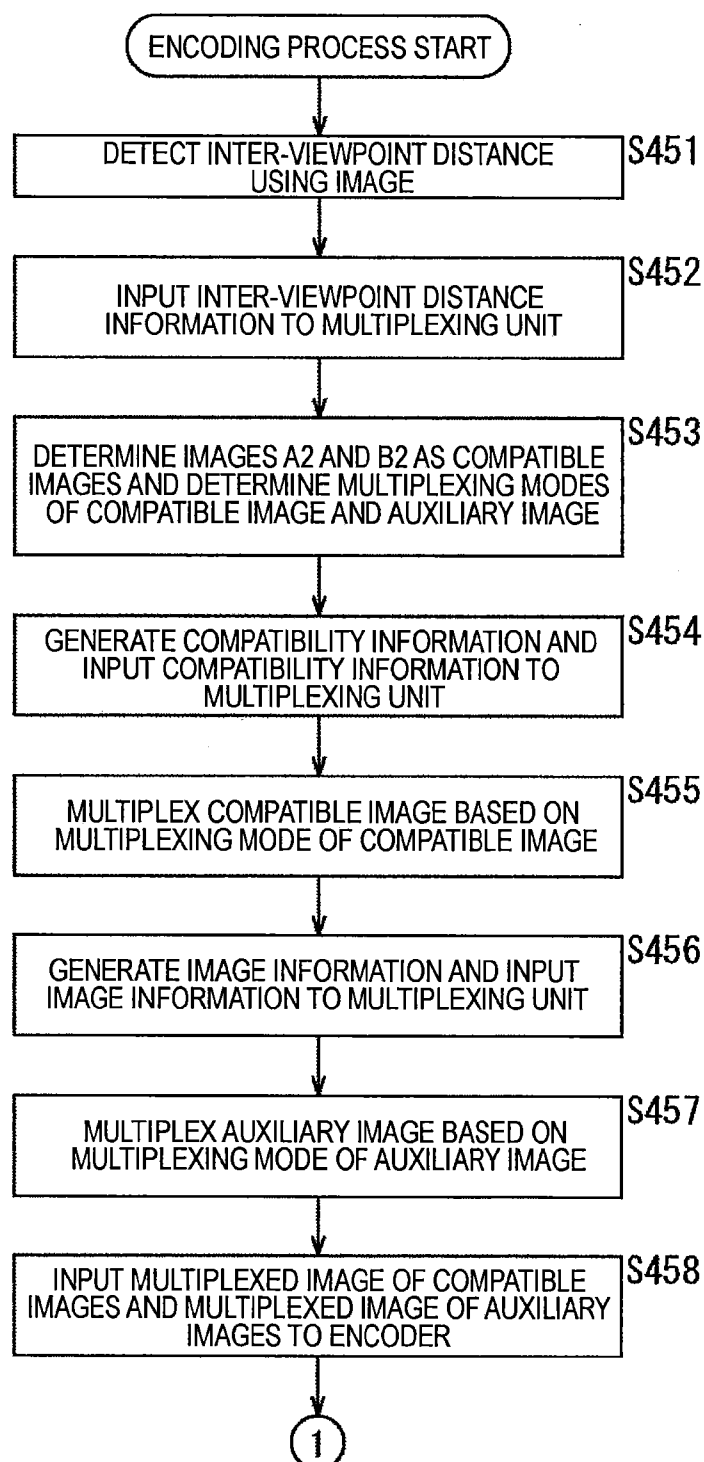 ENCODING PROCESS START
S451
DETECT INTER-VIEWPOINT DISTANCE
USING IMAGE
S452
INPUT INTER-VIEWPOINT DISTANCE
INFORMATION TO MULTIPLEXING UNIT
S453
DETERMINE IMAGES A2 AND B2 AS COMPATIBLE
IMAGES AND DETERMINE MULTIPLEXING MODES
OF COMPATIBLE IMAGE AND AUXILIARY IMAGE
S454
GENERATE COMPATIBILITY INFORMATION AND
INPUT COMPATIBILITY INFORMATION TO
MULTIPLEXING UNIT
S455
MULTIPLEX COMPATIBLE IMAGE BASED ON
MULTIPLEXING MODE OF COMPATIBLE IMAGE
S456
GENERATE IMAGE INFORMATION AND INPUT
IMAGE INFORMATION TO MULTIPLEXING UNIT
S457
MULTIPLEX AUXILIARY IMAGE BASED ON
MULTIPLEXING MODE OF AUXILIARY IMAGE
S458
INPUT MULTIPLEXED IMAGE OF COMPATIBLE
IMAGES AND MULTIPLEXED IMAGE OF AUXILIARY
IMAGES TO ENCODER
1